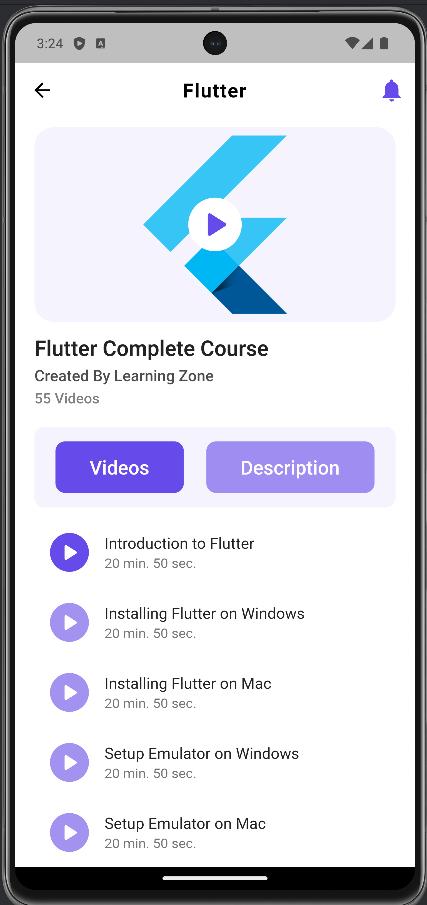 3:24
A
Flutter
Flutter Complete Course
Created By Learning Zone
55 Videos
Videos
Description
Introduction to Flutter
20 min. 50 sec.
Installing Flutter on Windows
20 min. 50 sec.
Installing Flutter on Mac
20 min. 50 sec.
Setup Emulator on Windows
20 min. 50 sec.
Setup Emulator on Mac
20 min. 50 sec.